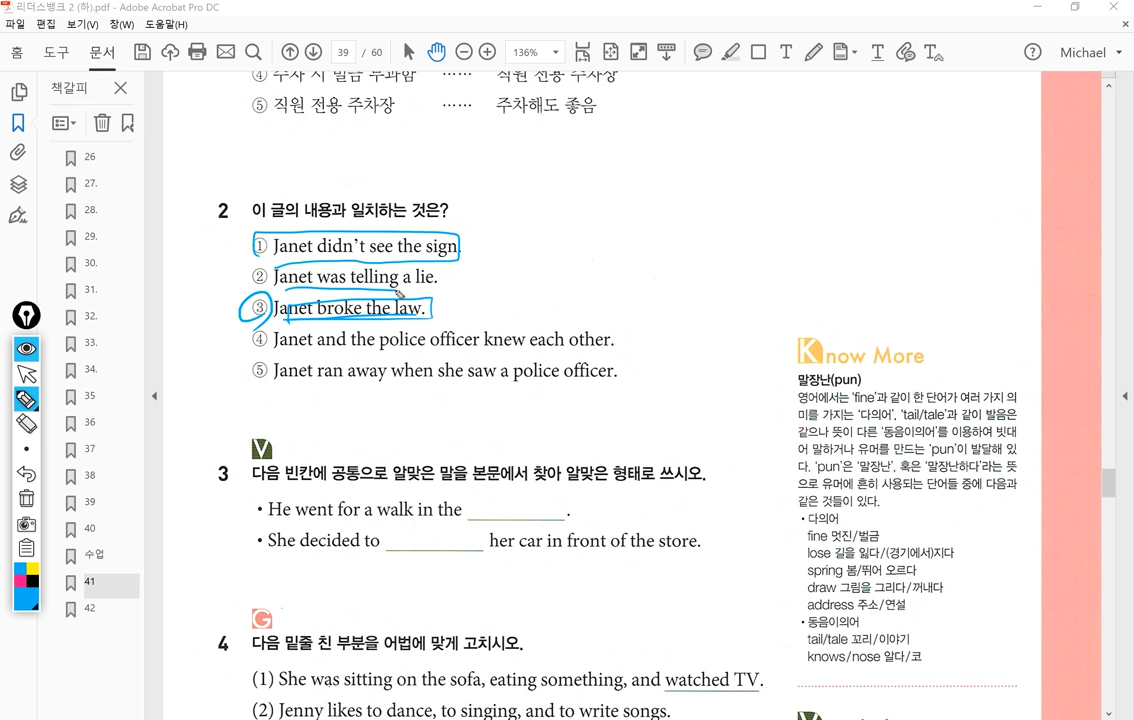 리더스뱅크 2 (하).pdf - Adobe Acrobat Pro DC
파일 편집 보기(V) 창(W) 도움말(H)
홈 도구 문서 39 / 60 136% Michael
책갈피
26
27.
28.
29.
30.
31.
32.
33.
34.
35
36
37
38
39
40
수업
41
42
④ 주차 시 벌금 부과함 ······ 직원 전용 주차장
⑤ 직원 전용 주차장 ······ 주차해도 좋음
2 이 글의 내용과 일치하는 것은?
① Janet didn't see the sign.
② Janet was telling a lie.
③ Janet broke the law.
④ Janet and the police officer knew each other.
⑤ Janet ran away when she saw a police officer.
V
3 다음 빈칸에 공통으로 알맞은 말을 본문에서 찾아 알맞은 형태로 쓰시오.
• He went for a walk in the __________.
• She decided to __________ her car in front of the store.
G
4 다음 밑줄 친 부분을 어법에 맞게 고치시오.
(1) She was sitting on the sofa, eating something, and watched TV.
(2) Jenny likes to dance, to singing, and to write songs.
Know More
말장난(pun)
영어에서는 'fine'과 같이 한 단어가 여러 가지 의
미를 가지는 '다의어', 'tail/tale'과 같이 발음은
같으나 뜻이 다른 '동음이의어'를 이용하여 빗대
어 말하거나 유머를 만드는 'pun'이 발달해 있
다. 'pun'은 '말장난', 혹은 '말장난하다'라는 뜻
으로 유머에 흔히 사용되는 단어들 중에 다음과
같은 것들이 있다.
• 다의어
fine 멋진/벌금
lose 길을 잃다/(경기에서)지다
spring 봄/뛰어 오르다
draw 그림을 그리다/꺼내다
address 주소/연설
• 동음이의어
tail/tale 꼬리/이야기
knows/nose 알다/코